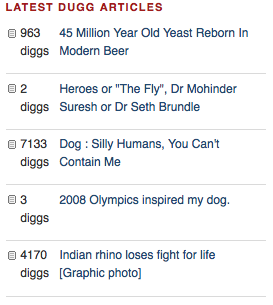 LATEST DUGG ARTICLES
963 diggs
45 Million Year Old Yeast Reborn In
Modern Beer
2 diggs
Heroes or "The Fly", Dr Mohinder
Suresh or Dr Seth Brundle
7133 diggs
Dog : Silly Humans, You Can't
Contain Me
3 diggs
2008 Olympics inspired my dog.
4170 diggs
Indian rhino loses fight for life
[Graphic photo]